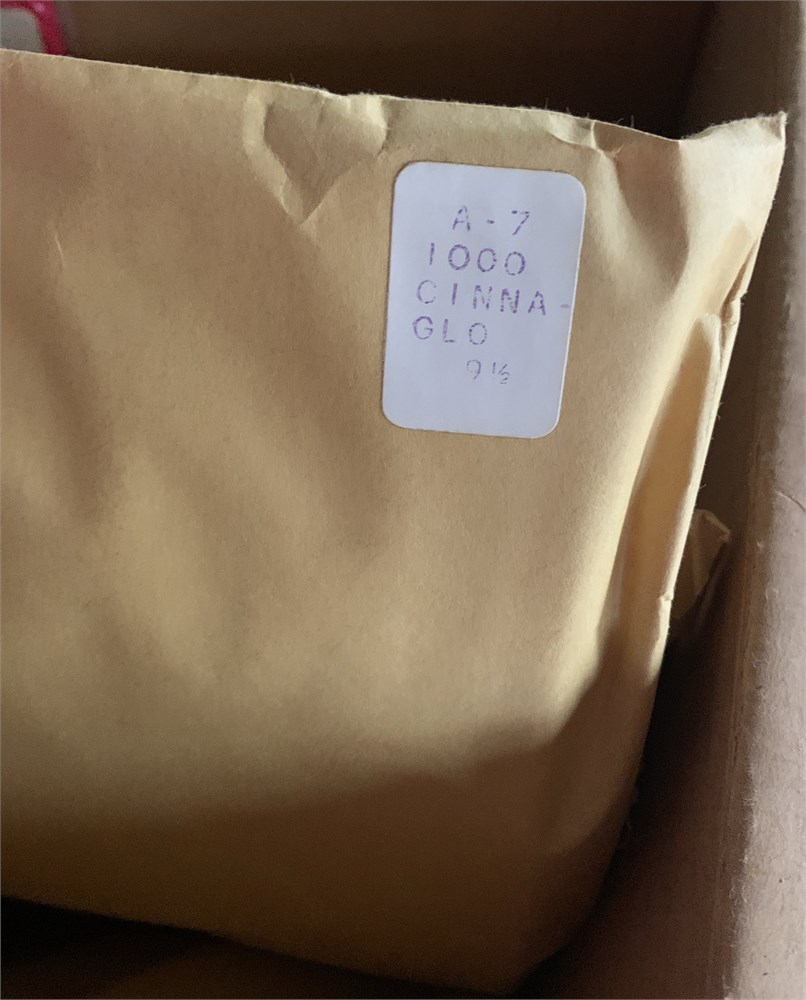 A-7
1000
CINNA-
GLO
9½